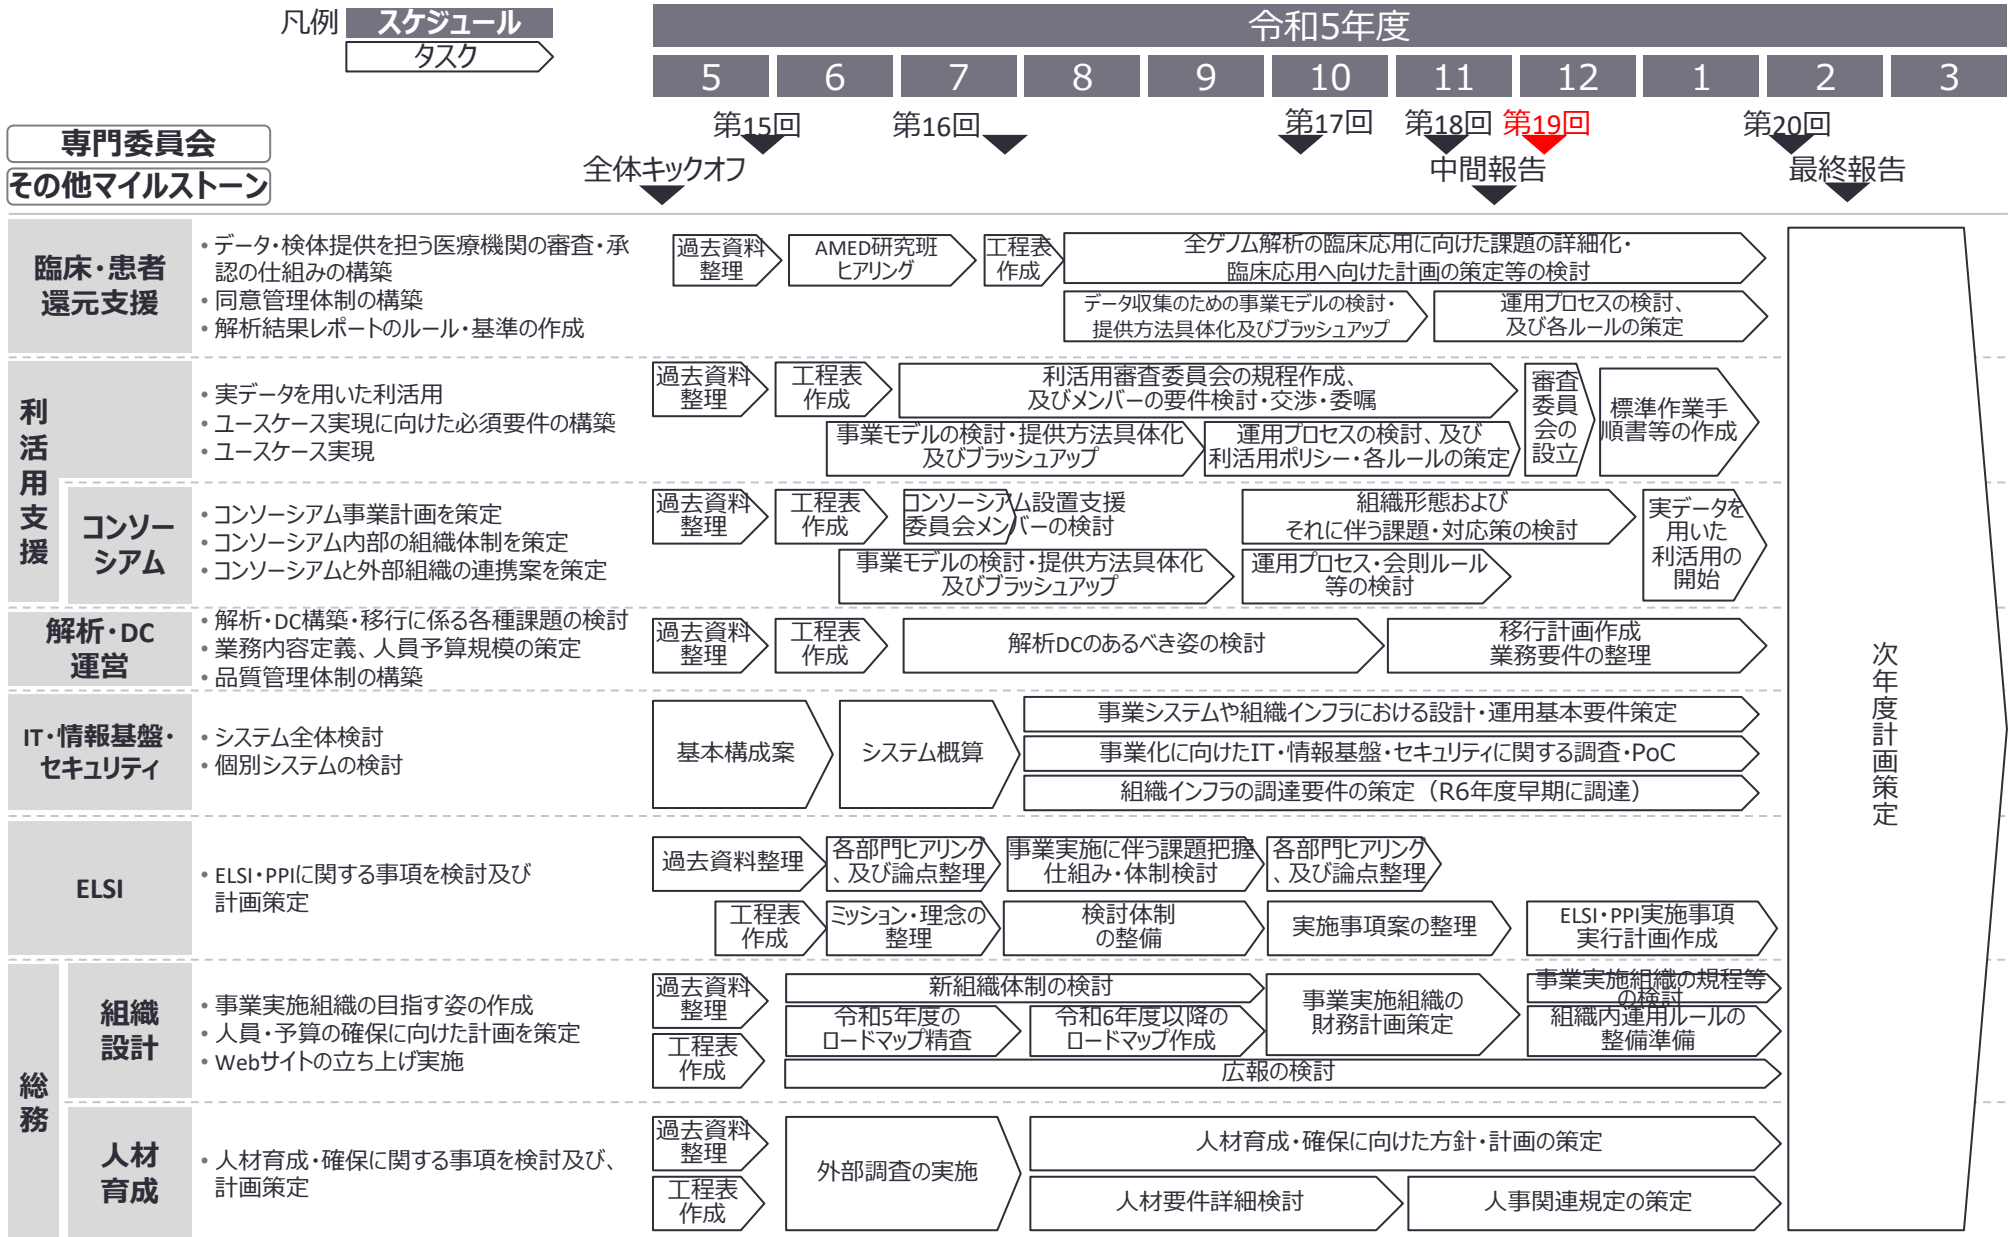 凡例
スケジュール
タスク
令和5年度
5 6 7 8 9 10 11 12 1 2 3
専門委員会
第15回 第16回 第17回 第18回 第19回 第20回
その他マイルストーン
全体キックオフ 中間報告 最終報告
臨床・患者
還元支援
・データ・検体提供を担う医療機関の審査・承
認の仕組みの構築
・同意管理体制の構築
・解析結果レポートのルール・基準の作成
過去資料
整理
AMED研究班
ヒアリング
工程表
作成
全ゲノム解析の臨床応用に向けた課題の詳細化・
臨床応用へ向けた計画の策定等の検討
データ収集のための事業モデルの検討・
提供方法具体化及びブラッシュアップ
運用プロセスの検討、
及び各ルールの策定
利活用支援
・実データを用いた利活用
・ユースケース実現に向けた必須要件の構築
・ユースケース実現
過去資料
整理
工程表
作成
利活用審査委員会の規程作成、
及びメンバーの要件検討・交渉・委嘱
事業モデルの検討・提供方法具体化
及びブラッシュアップ
運用プロセスの検討、及び
利活用ポリシー・各ルールの策定
審査
委員
会の
設立
標準作業手
順書等の作成
コンソー
シアム
・コンソーシアム事業計画を策定
・コンソーシアム内部の組織体制を策定
・コンソーシアムと外部組織の連携案を策定
過去資料
整理
工程表
作成
コンソーシアム設置支援
委員会メンバーの検討
事業モデルの検討・提供方法具体化
及びブラッシュアップ
組織形態および
それに伴う課題・対応策の検討
運用プロセス・会則ルール
等の検討
実データを
用いた
利活用の
開始
解析・DC
運営
・解析・DC構築・移行に係る各種課題の検討
・業務内容定義、人員予算規模の策定
・品質管理体制の構築
過去資料
整理
工程表
作成
解析DCのあるべき姿の検討
移行計画作成
業務要件の整理
IT・情報基盤・
セキュリティ
・システム全体検討
・個別システムの検討
基本構成案
システム概算
事業システムや組織インフラにおける設計・運用基本要件策定
事業化に向けたIT・情報基盤・セキュリティに関する調査・PoC
組織インフラの調達要件の策定（R6年度早期に調達）
ELSI
・ELSI・PPIに関する事項を検討及び
計画策定
過去資料整理
各部門ヒアリング
、及び論点整理
事業実施に伴う課題把握
仕組み・体制検討
各部門ヒアリング
、及び論点整理
工程表
作成
ミッション・理念の
整理
検討体制
の整備
実施事項案の整理
ELSI・PPI実施事項
実行計画作成
総務
組織
設計
・事業実施組織の目指す姿の作成
・人員・予算の確保に向けた計画を策定
・Webサイトの立ち上げ実施
過去資料
整理
工程表
作成
新組織体制の検討
令和5年度の
ロードマップ精査
令和6年度以降の
ロードマップ作成
事業実施組織の
財務計画策定
事業実施組織の規程等
の検討
組織内運用ルールの
整備準備
広報の検討
人材
育成
・人材育成・確保に関する事項を検討及び、
計画策定
過去資料
整理
工程表
作成
外部調査の実施
人材育成・確保に向けた方針・計画の策定
人材要件詳細検討
人事関連規定の策定
次年度計画策定